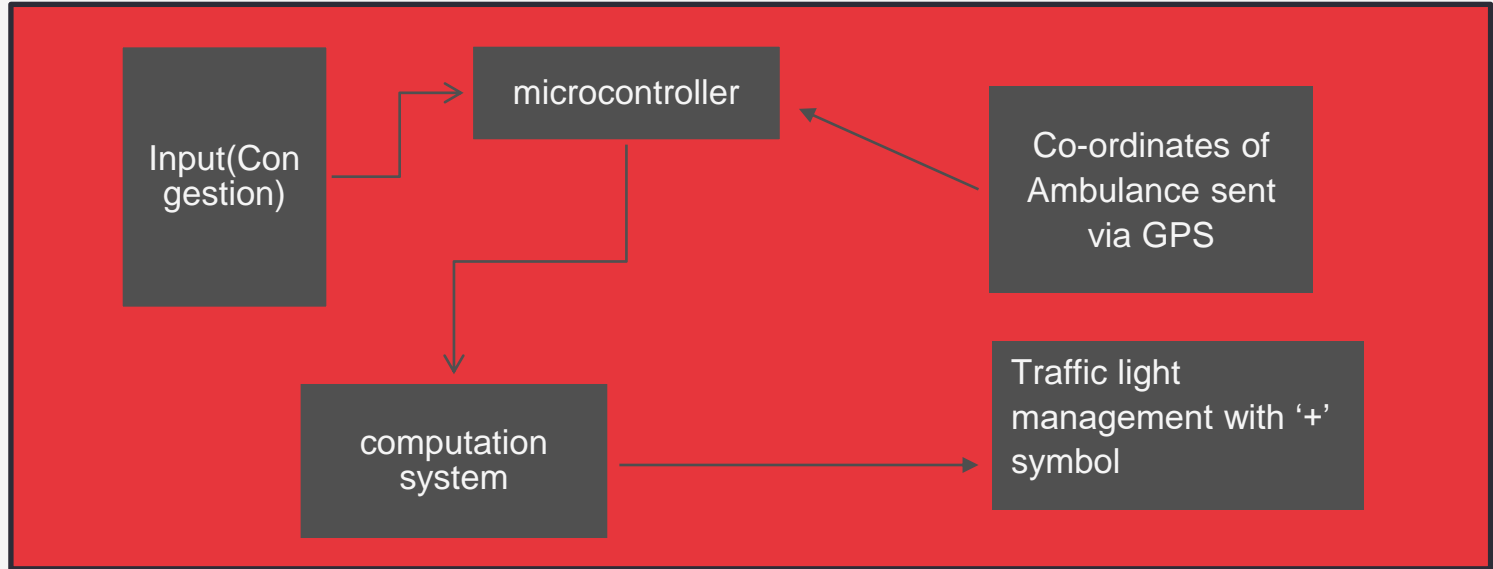 Input(Con
gestion)
microcontroller
Co-ordinates of
Ambulance sent
via GPS
computation
system
Traffic light
management with ‘+’
symbol